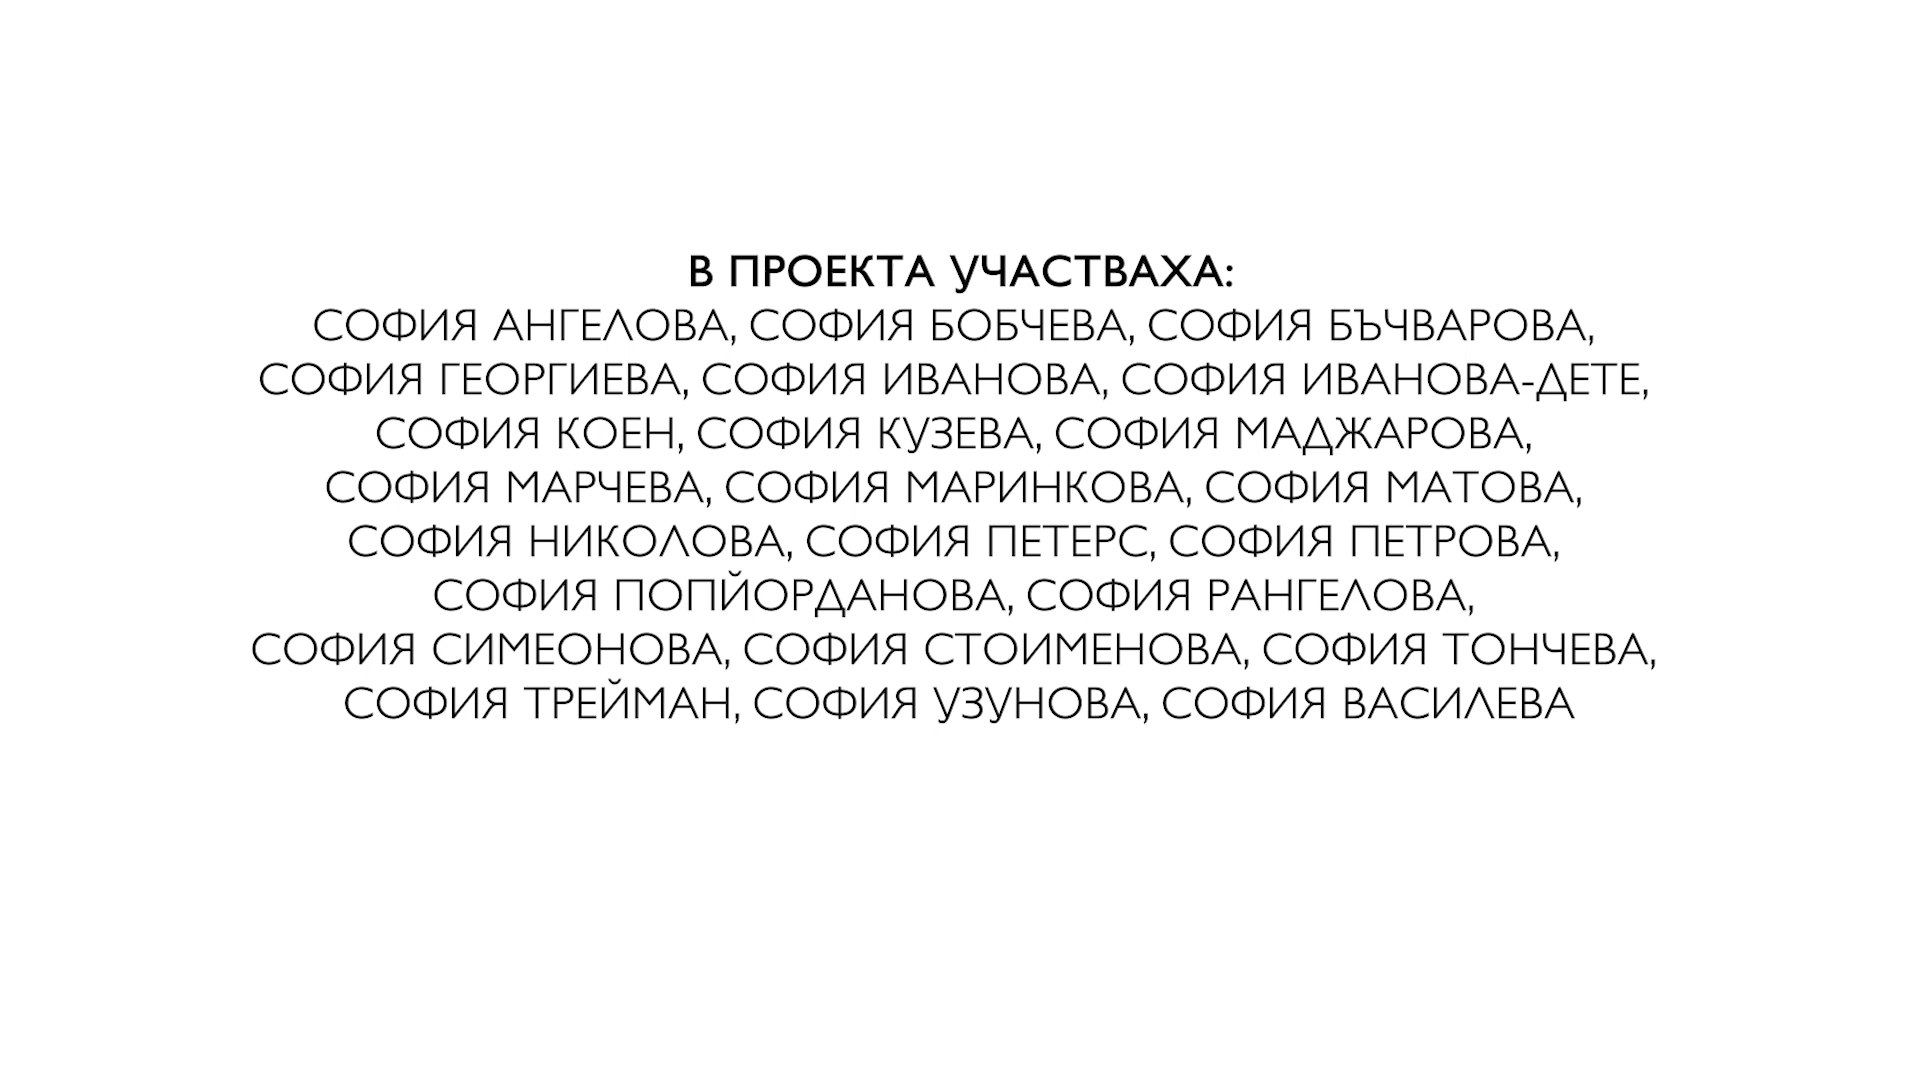 В ПРОЕКТА УЧАСТВАХА:
СОФИЯ АНГЕЛОВА, СОФИЯ БОБЧЕВА, СОФИЯ БЪЧВАРОВА,
СОФИЯ ГЕОРГИЕВА, СОФИЯ ИВАНОВА, СОФИЯ ИВАНОВА-ДЕТЕ,
СОФИЯ КОЕН, СОФИЯ КУЗЕВА, СОФИЯ МАДЖАРОВА,
СОФИЯ МАРЧЕВА, СОФИЯ МАРИНКОВА, СОФИЯ МАТОВА,
СОФИЯ НИКОЛОВА, СОФИЯ ПЕТЕРС, СОФИЯ ПЕТРОВА,
СОФИЯ ПОПЙОРДАНОВА, СОФИЯ РАНГЕЛОВА,
СОФИЯ СИМЕОНОВА, СОФИЯ СТОИМЕНОВА, СОФИЯ ТОНЧЕВА,
СОФИЯ ТРЕЙМАН, СОФИЯ УЗУНОВА, СОФИЯ ВАСИЛЕВА